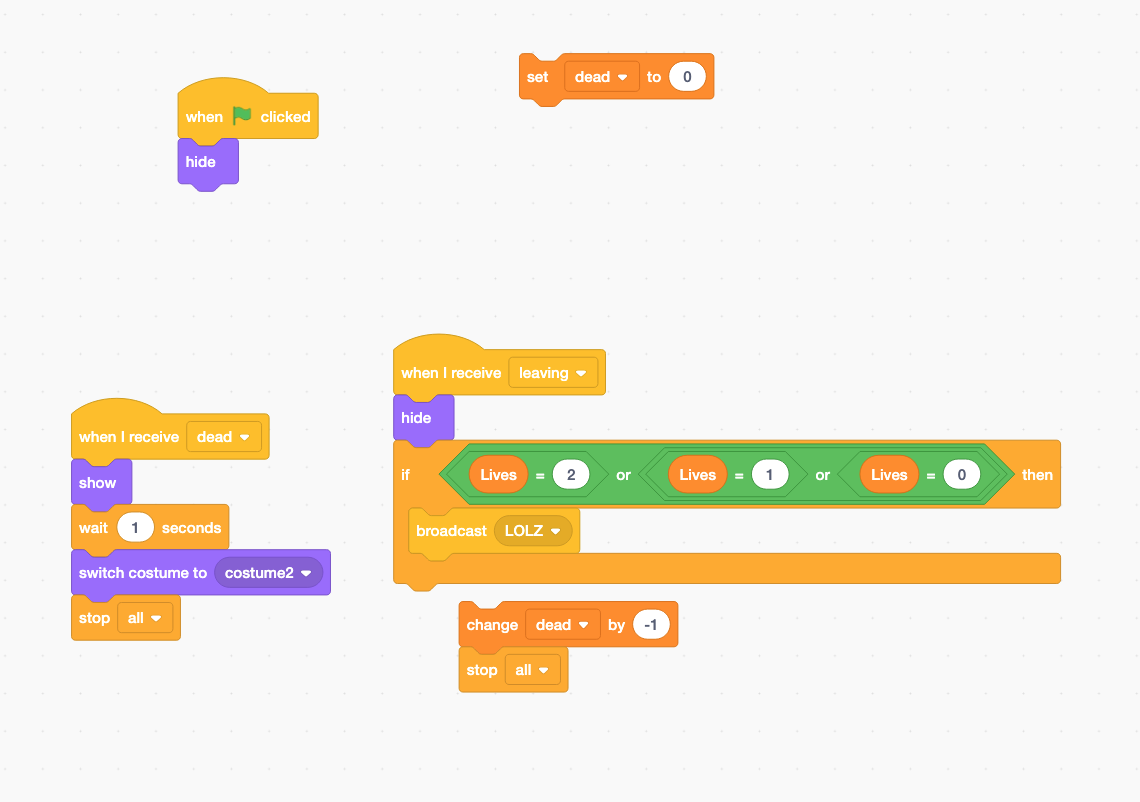 set dead to 0
when clicked
hide
when I receive leaving
hide
if Lives = 2 or Lives = 1 or Lives = 0 then
broadcast LOLZ
when I receive dead
show
wait 1 seconds
switch costume to costume2
stop all
change dead by -1
stop all